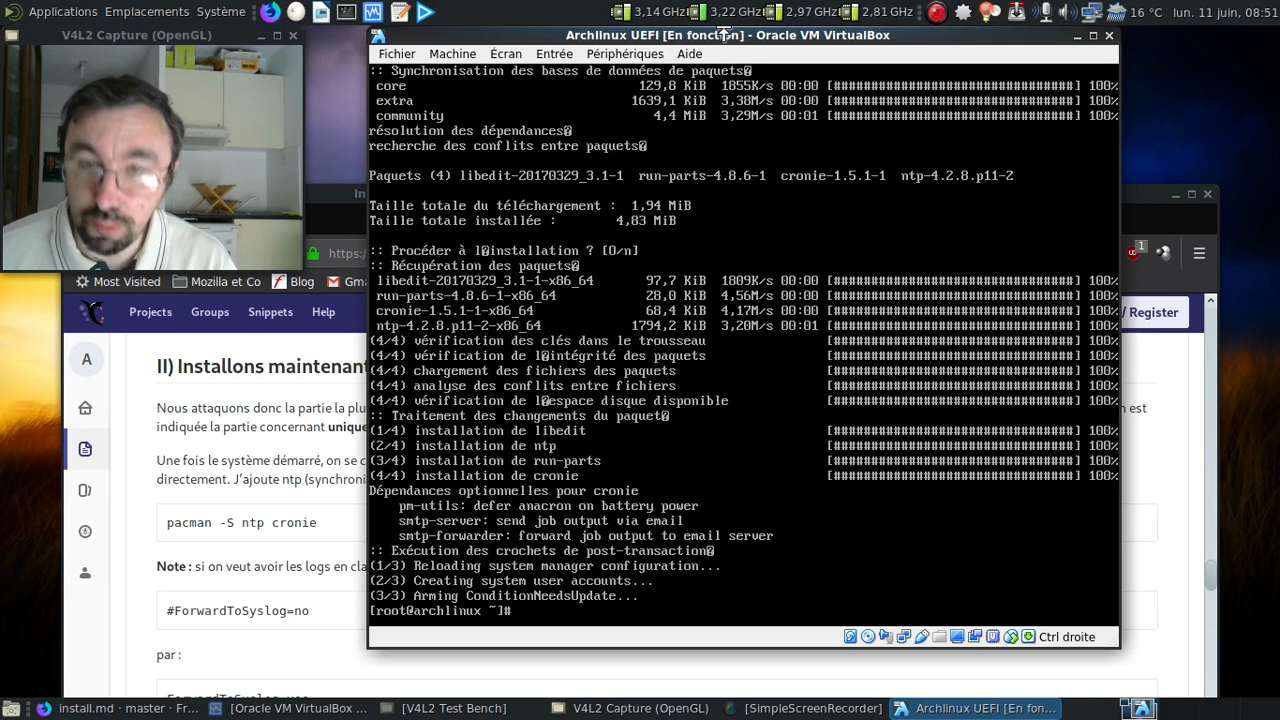 Applications Emplacements Système
3,14 GHz 3,22 GHz 2,97 GHz 2,81 GHz 16 °C lun. 11 juin, 08:51
V4L2 Capture (OpenGL)
Archlinux UEFI [En fonction] - Oracle VM VirtualBox
Fichier Machine Écran Entrée Périphériques Aide
:: Synchronisation des bases de données de paquets�
core 129,8 KiB 1855K/s 00:00 [#################################] 100%
extra 1639,1 KiB 3,38M/s 00:00 [#################################] 100%
community 4,4 MiB 3,29M/s 00:01 [#################################] 100%
résolution des dépendances�
recherche des conflits entre paquets�
Paquets (4) libedit-20170329_3.1-1 run-parts-4.8.6-1 cronie-1.5.1-1 ntp-4.2.8.p11-2
Taille totale du téléchargement : 1,94 MiB
Taille totale installée : 4,83 MiB
:: Procéder à l�installation ? [O/n]
:: Récupération des paquets�
libedit-20170329_3.1-1-x86_64 97,7 KiB 1809K/s 00:00 [#################################] 100%
run-parts-4.8.6-1-x86_64 28,0 KiB 4,56M/s 00:00 [#################################] 100%
cronie-1.5.1-1-x86_64 68,4 KiB 4,17M/s 00:00 [#################################] 100%
ntp-4.2.8.p11-2-x86_64 1794,2 KiB 3,20M/s 00:01 [#################################] 100%
(4/4) vérification des clés dans le trousseau [#################################] 100%
(4/4) vérification de l�intégrité des paquets [#################################] 100%
(4/4) chargement des fichiers des paquets [#################################] 100%
(4/4) analyse des conflits entre fichiers [#################################] 100%
(4/4) vérification de l�espace disque disponible [#################################] 100%
:: Traitement des changements du paquet�
(1/4) installation de libedit [#################################] 100%
(2/4) installation de ntp [#################################] 100%
(3/4) installation de run-parts [#################################] 100%
(4/4) installation de cronie [#################################] 100%
Dépendances optionnelles pour cronie
pm-utils: defer anacron on battery power
smtp-server: send job output via email
smtp-forwarder: forward job output to email server
:: Exécution des crochets de post-transaction�
(1/3) Reloading system manager configuration...
(2/3) Creating system user accounts...
(3/3) Arming ConditionNeedsUpdate...
[root@archlinux ~]#
Ctrl droite
https:
Most Visited Mozilla et Co Blog
Projects Groups Snippets Help / Register
A
II) Installons maintenant
Nous attaquons donc la partie la est
indiquée la partie concernant
Une fois le système démarré, on se
directement. J'ajoute ntp
pacman -S ntp cronie
Note : si on veut avoir les logs en
#ForwardToSyslog=no
par :
install.md · master · Fr... [Oracle VM VirtualBox ... [V4L2 Test Bench] V4L2 Capture (OpenGL) [SimpleScreenRecorder] Archlinux UEFI [En fon...